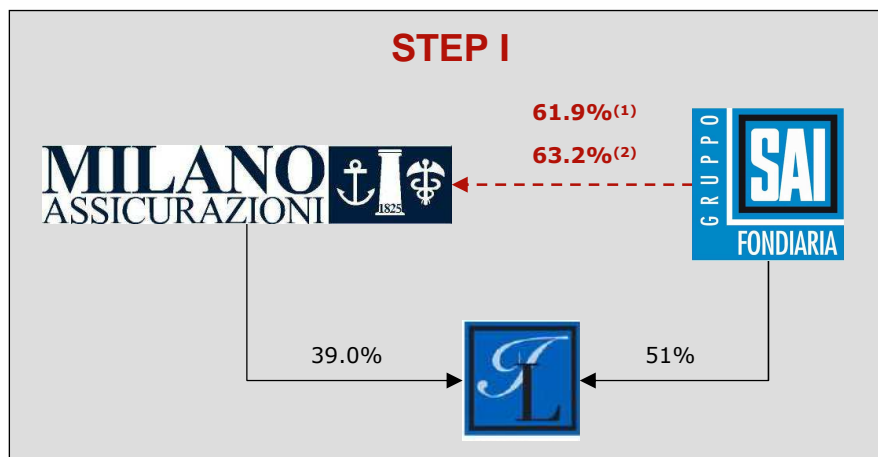 STEP I
61.9%(1)
63.2%(2)
MILANO
ASSICURAZIONI
1825
GRUPPO
SAI
FONDIARIA
39.0%
51%